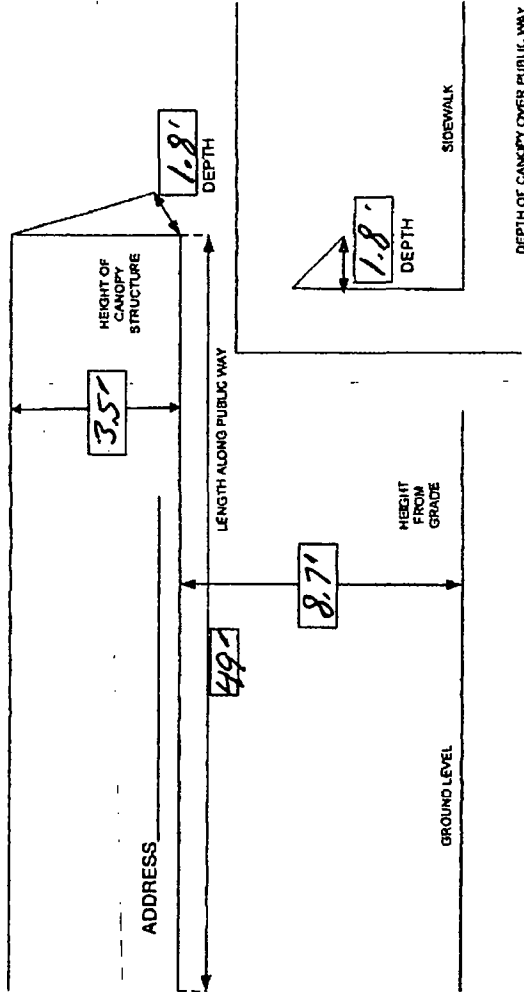 HEIGHT OF
CANOPY
STRUCTURE
3.5'
1.8'
DEPTH
ADDRESS
LENGTH ALONG PUBLIC WAY
49'
8.7'
HEIGHT
FROM
GRADE
GROUND LEVEL
1.8'
DEPTH
SIDEWALK
DEPTH OF CANOPY OVER PUBLIC WAY